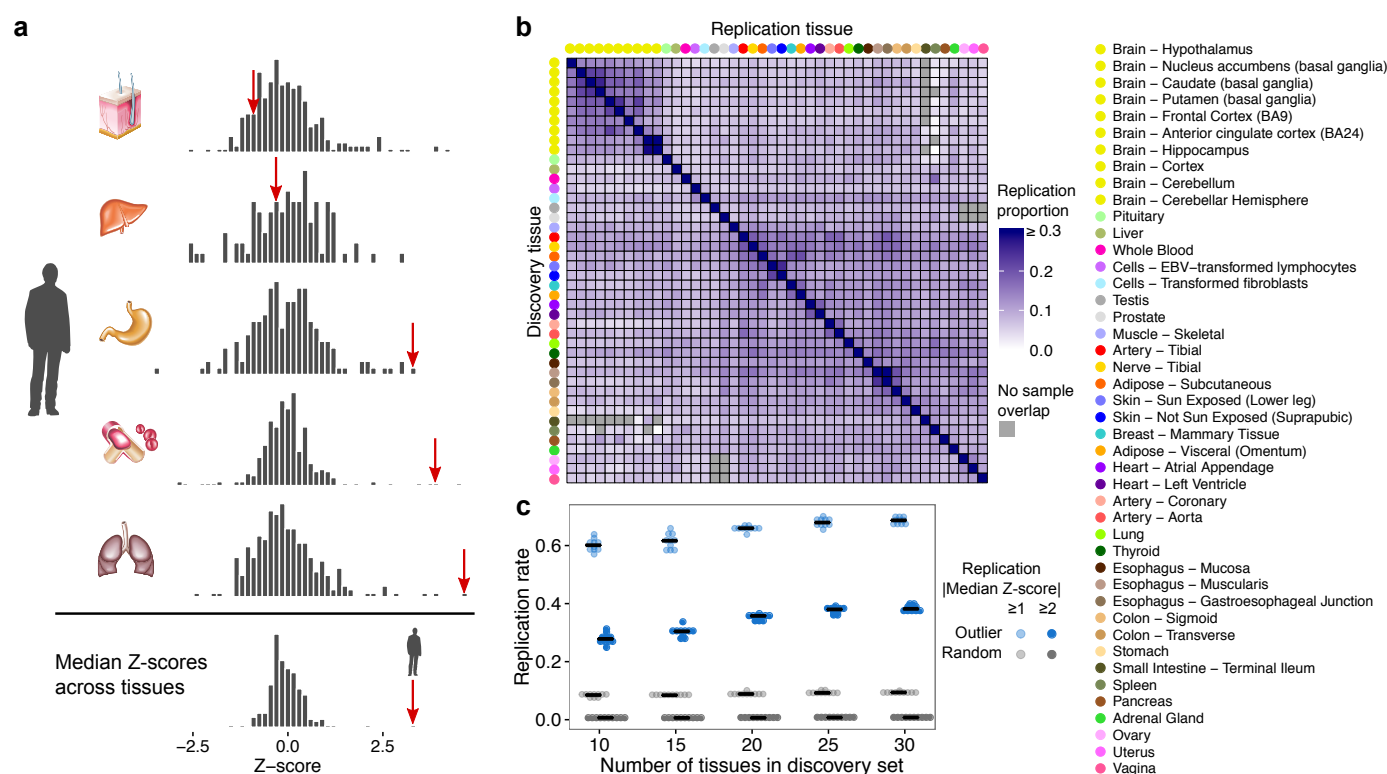 a
Median Z-scores
across tissues
−2.5
0.0
2.5
Z–score
b
Replication tissue
Discovery tissue
Replication
proportion
≥ 0.3
0.2
0.1
0.0
No sample
overlap
c
Replication rate
0.6
0.4
0.2
0.0
10
15
20
25
30
Number of tissues in discovery set
Replication
|Median Z-score|
≥1 ≥2
Outlier
Random
Brain – Hypothalamus
Brain – Nucleus accumbens (basal ganglia)
Brain – Caudate (basal ganglia)
Brain – Putamen (basal ganglia)
Brain – Frontal Cortex (BA9)
Brain – Anterior cingulate cortex (BA24)
Brain – Hippocampus
Brain – Cortex
Brain – Cerebellum
Brain – Cerebellar Hemisphere
Pituitary
Liver
Whole Blood
Cells – EBV–transformed lymphocytes
Cells – Transformed fibroblasts
Testis
Prostate
Muscle – Skeletal
Artery – Tibial
Nerve – Tibial
Adipose – Subcutaneous
Skin – Sun Exposed (Lower leg)
Skin – Not Sun Exposed (Suprapubic)
Breast – Mammary Tissue
Adipose – Visceral (Omentum)
Heart – Atrial Appendage
Heart – Left Ventricle
Artery – Coronary
Artery – Aorta
Lung
Thyroid
Esophagus – Mucosa
Esophagus – Muscularis
Esophagus – Gastroesophageal Junction
Colon – Sigmoid
Colon – Transverse
Stomach
Small Intestine – Terminal Ileum
Spleen
Pancreas
Adrenal Gland
Ovary
Uterus
Vagina